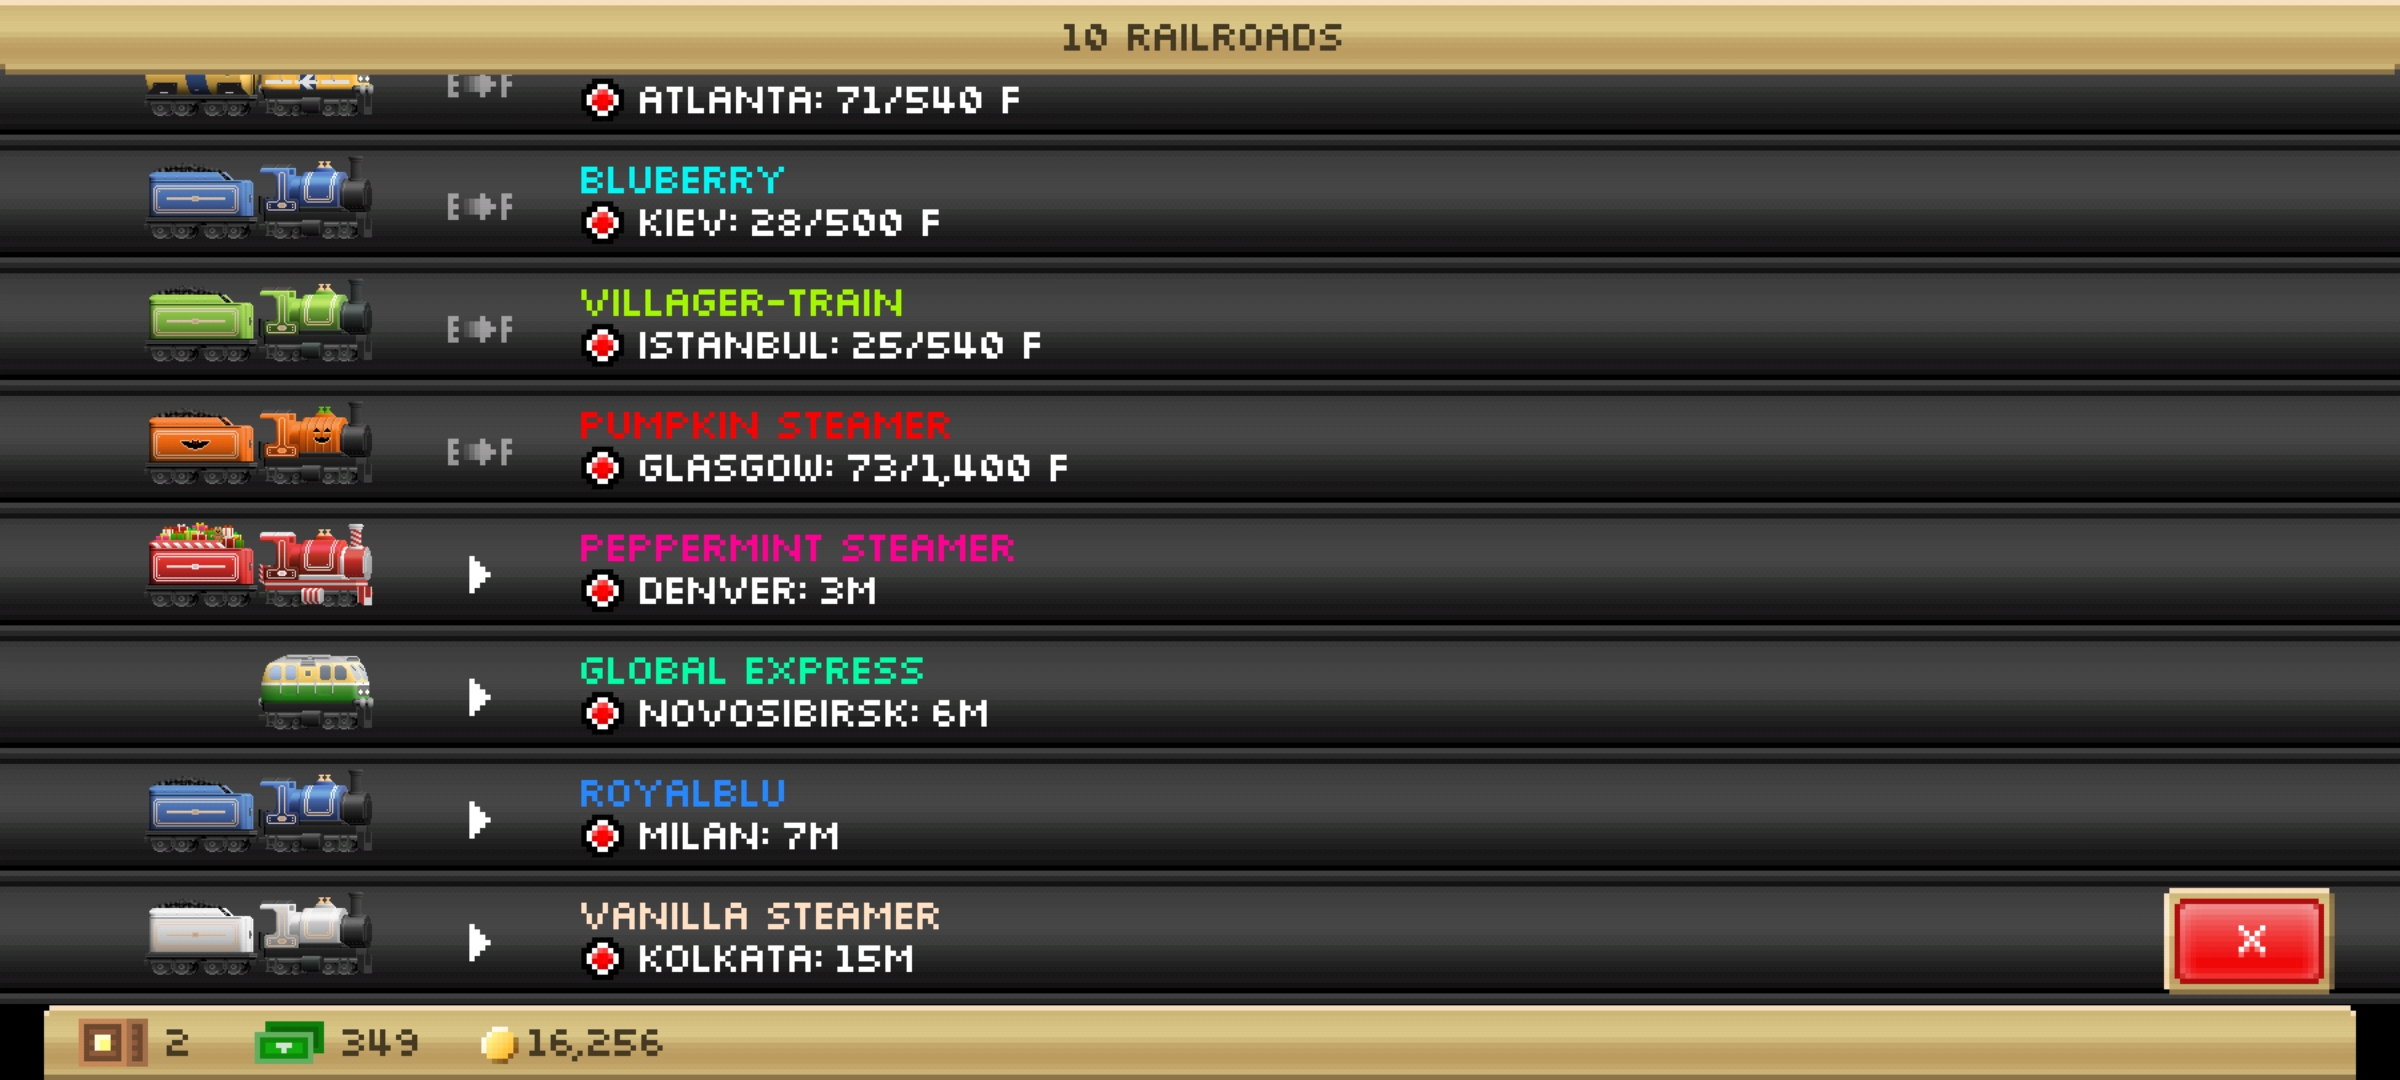 10 RAILROADS
E F
ATLANTA: 71/540 F
BLUBERRY
E F
KIEV: 28/500 F
VILLAGER-TRAIN
E F
ISTANBUL: 25/540 F
PUMPKIN STEAMER
E F
GLASGOW: 73/1,400 F
PEPPERMINT STEAMER
DENVER: 3M
GLOBAL EXPRESS
NOVOSIBIRSK: 6M
ROYALBLU
MILAN: 7M
VANILLA STEAMER
KOLKATA: 15M
X
2 349 16,256